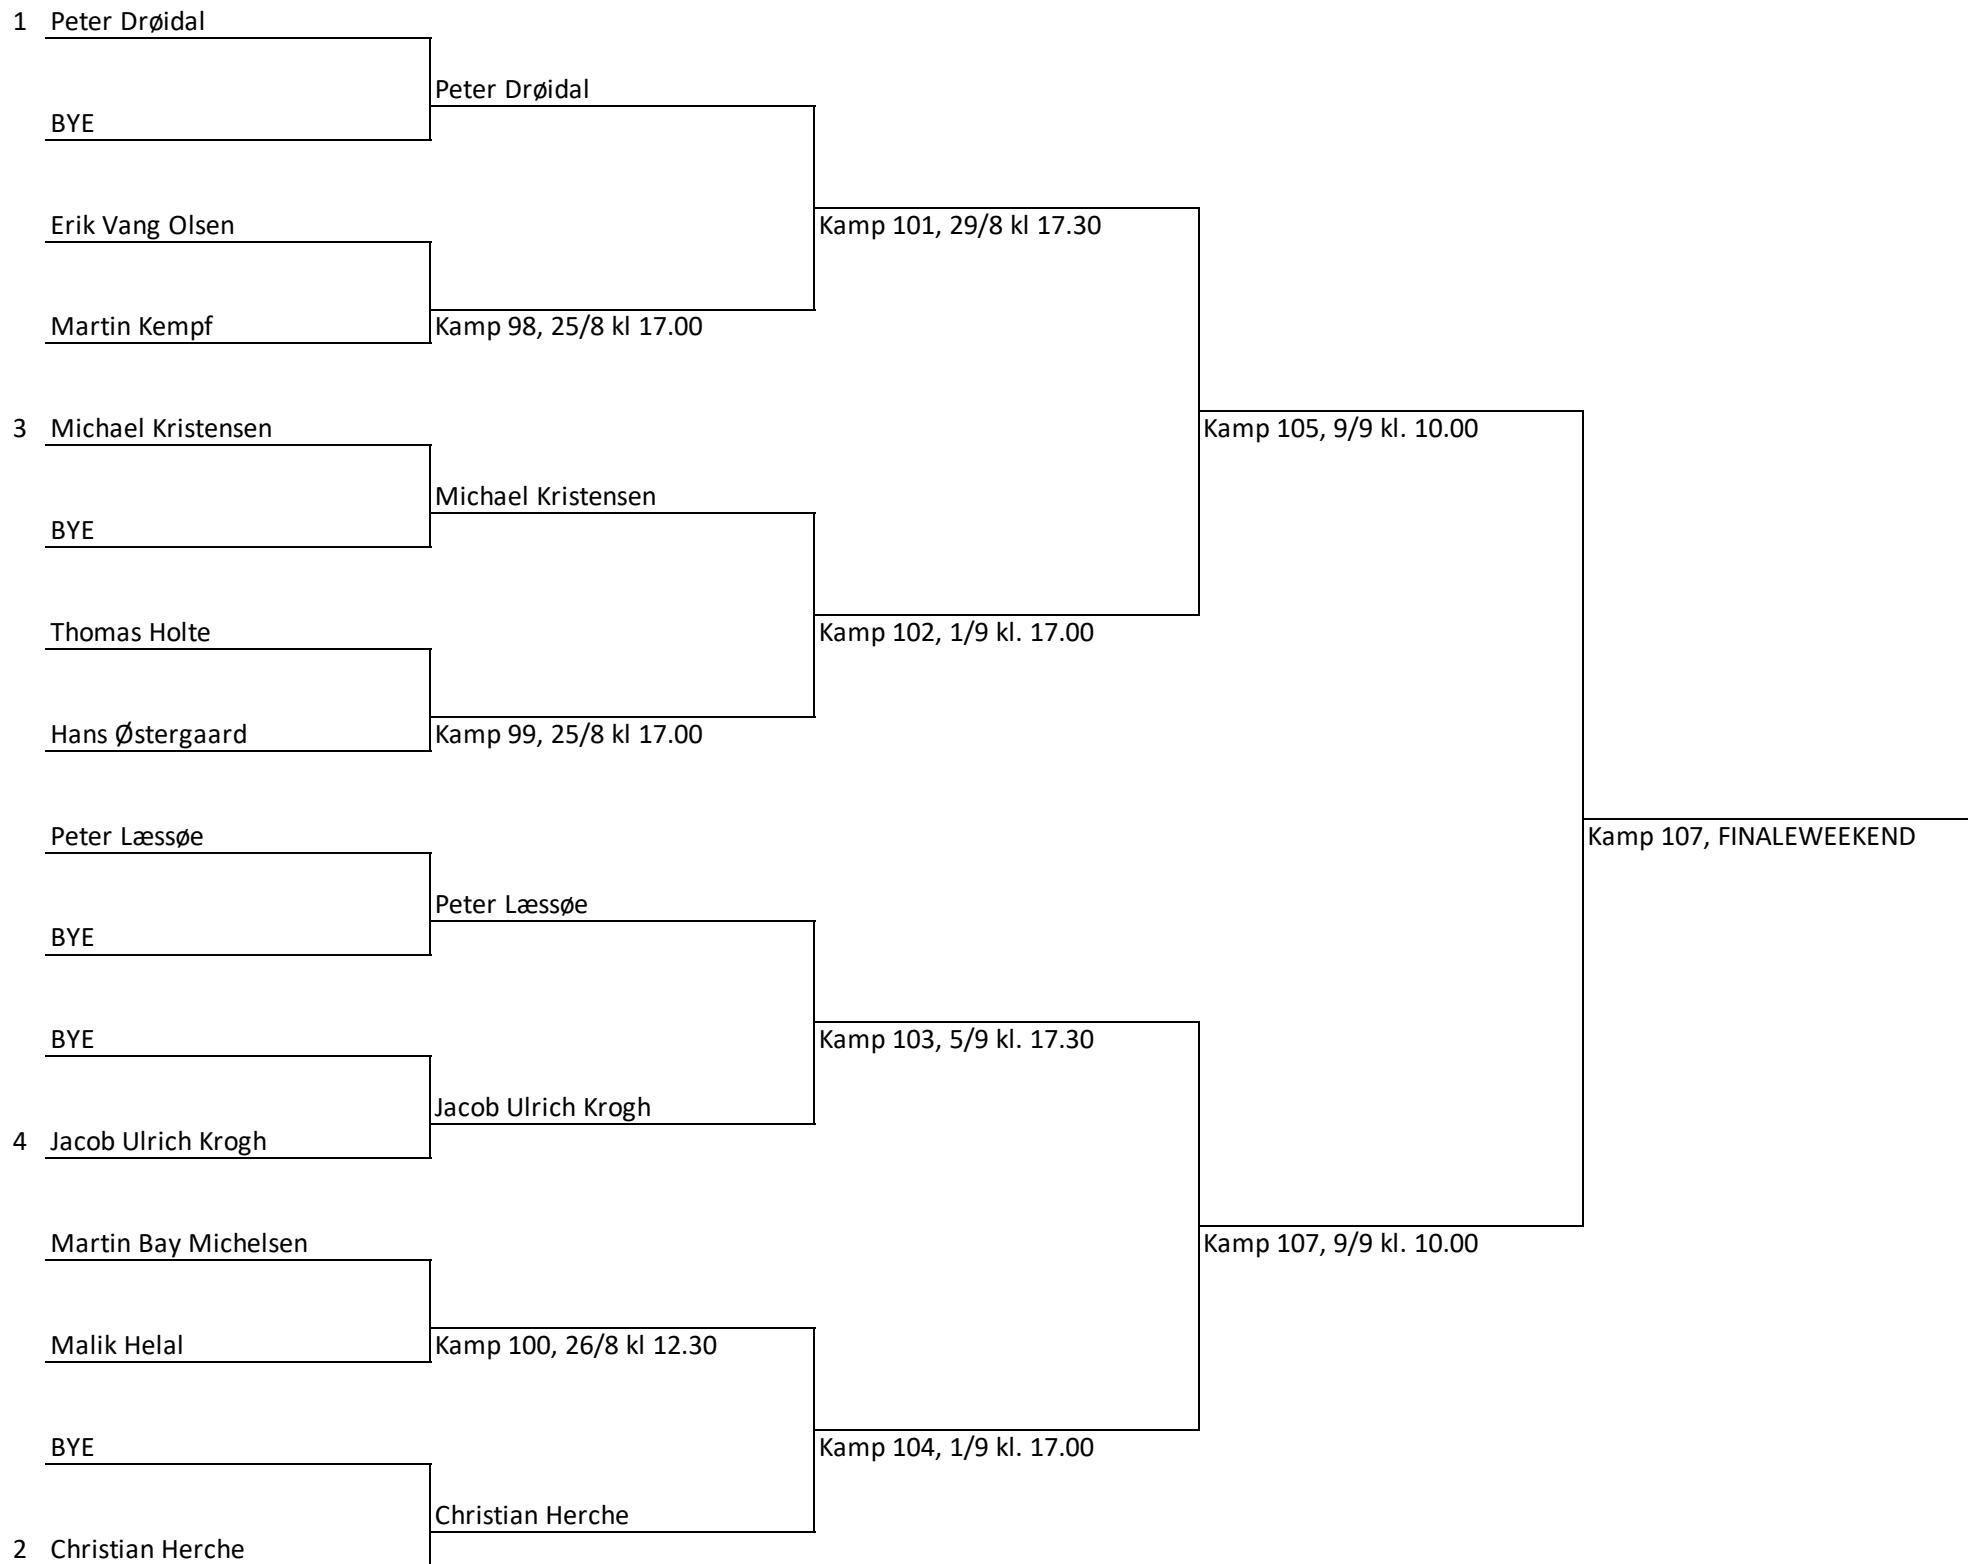 1 Peter Drøidal
Peter Drøidal
BYE
Erik Vang Olsen
Kamp 101, 29/8 kl 17.30
Martin Kempf
Kamp 98, 25/8 kl 17.00
3 Michael Kristensen
Kamp 105, 9/9 kl. 10.00
Michael Kristensen
BYE
Thomas Holte
Kamp 102, 1/9 kl. 17.00
Hans Østergaard
Kamp 99, 25/8 kl 17.00
Peter Læssøe
Kamp 107, FINALEWEEKEND
Peter Læssøe
BYE
BYE
Kamp 103, 5/9 kl. 17.30
Jacob Ulrich Krogh
4 Jacob Ulrich Krogh
Martin Bay Michelsen
Kamp 107, 9/9 kl. 10.00
Malik Helal
Kamp 100, 26/8 kl 12.30
BYE
Kamp 104, 1/9 kl. 17.00
Christian Herche
2 Christian Herche